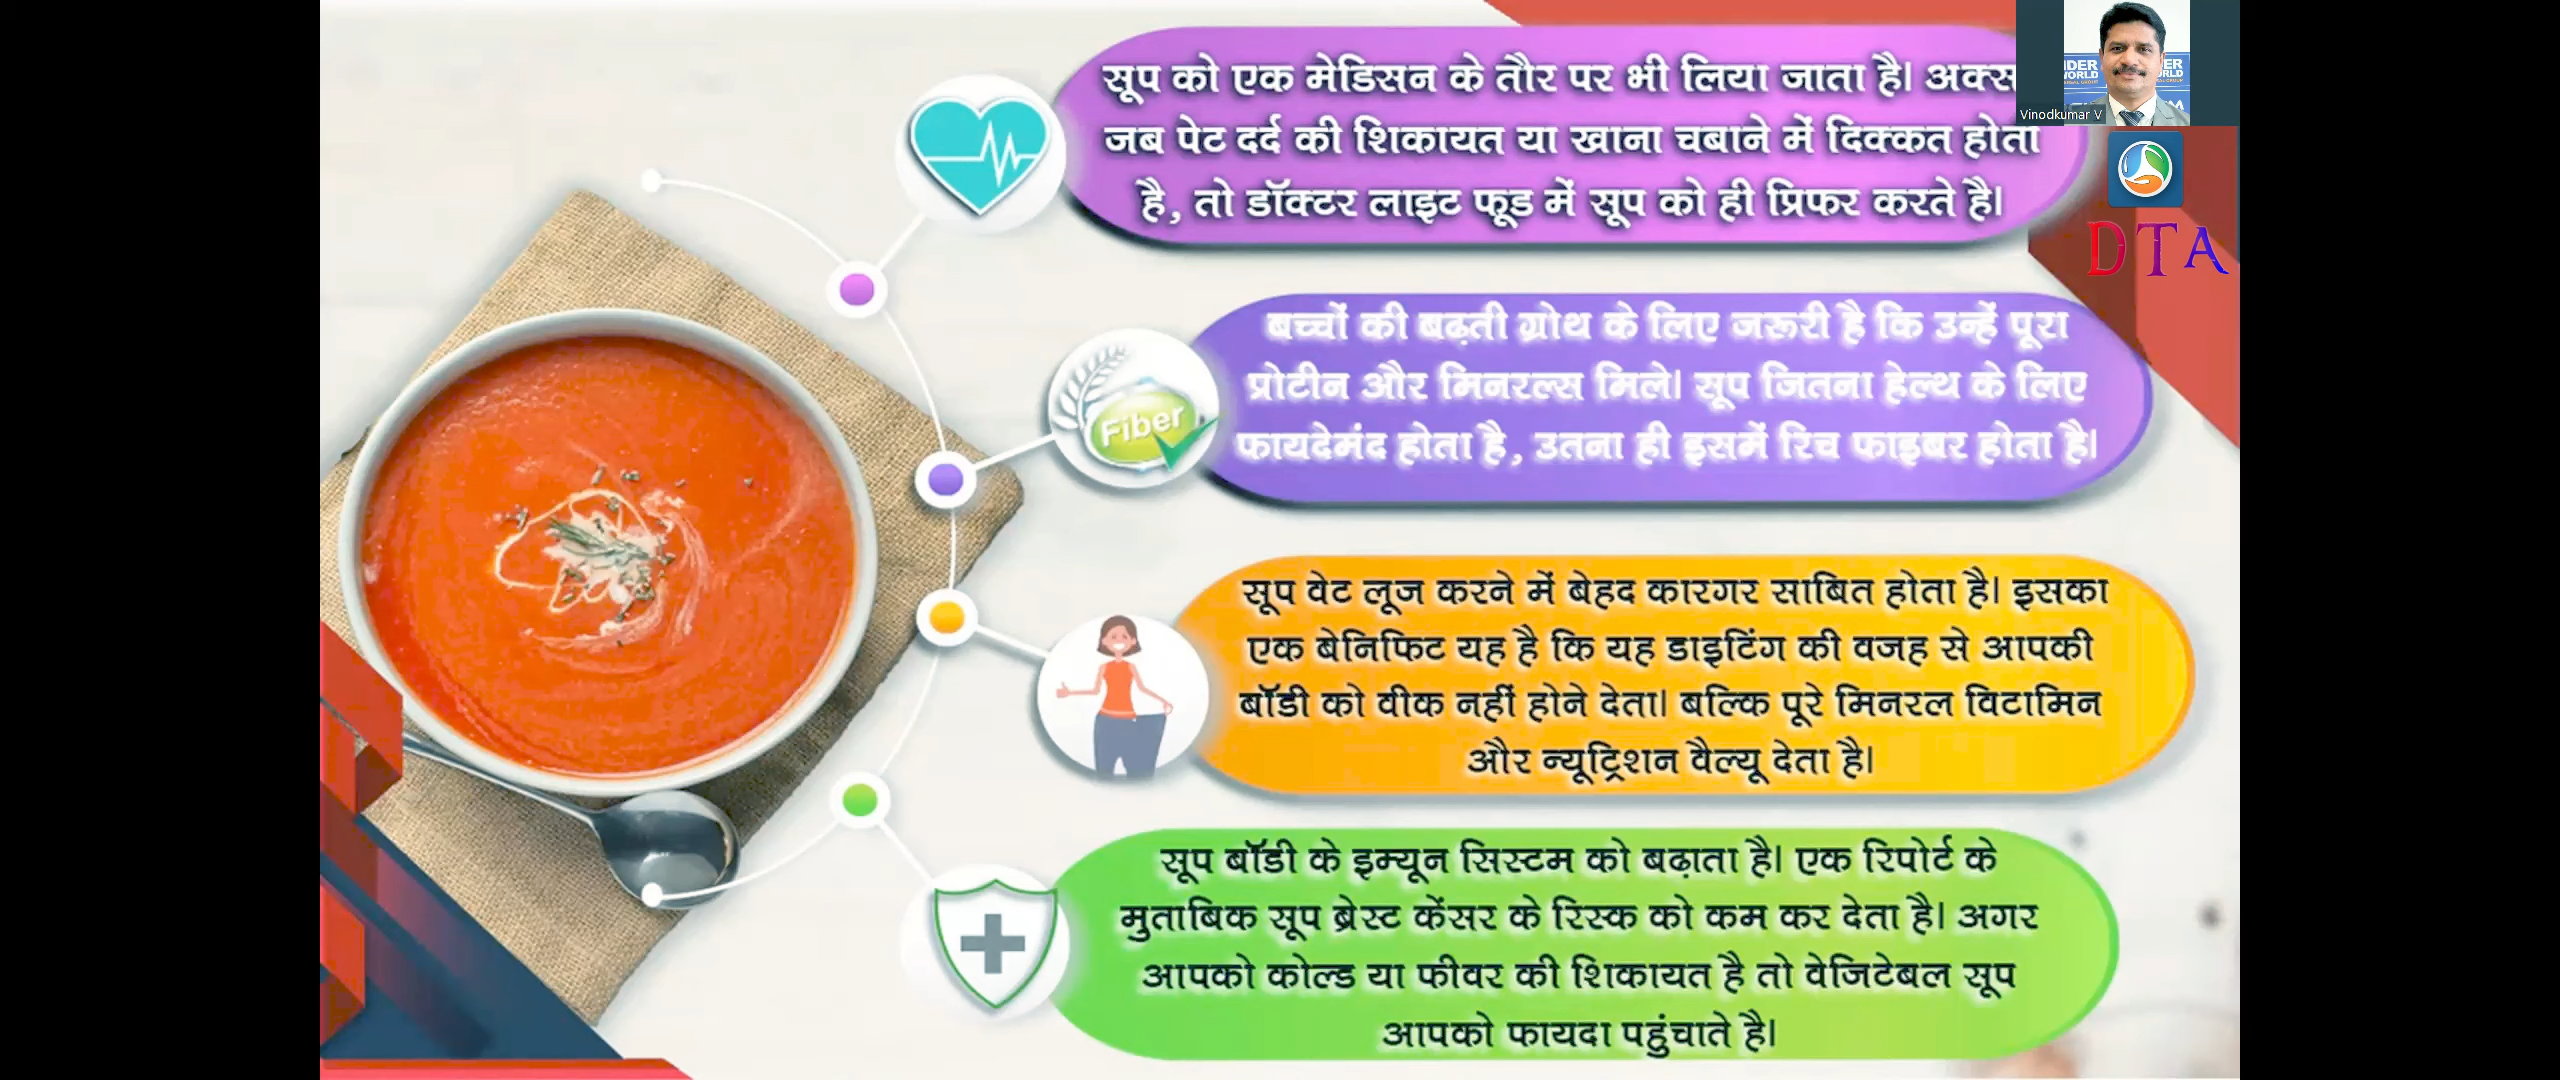 सूप को एक मेडिसन के तौर पर भी लिया जाता है।
जब पेट दर्द की शिकायत या खाना चबाने में दिक्कत होता
है, तो डॉक्टर लाइट फूड में सूप को ही प्रिफर करते है।
Vinodkumar V
DTA
बच्चों की बढ़ती ग्रोथ के लिए जरूरी है कि उन्हें पूरा
प्रोटीन और मिनरल्स मिले। सूप जितना हेल्थ के लिए
फायदेमंद होता है, उतना ही इसमें रिच फाइबर होता है।
Fiber
सूप वेट लूज करने में बेहद कारगर साबित होता है। इसका
एक बेनिफिट यह है कि यह डाइटिंग की वजह से आपकी
बॉडी को वीक नहीं होने देता। बल्कि पूरे मिनरल विटामिन
और न्यूट्रिशन वैल्यू देता है।
सूप बॉडी के इम्यून सिस्टम को बढ़ाता है। एक रिपोर्ट के
मुताबिक सूप ब्रेस्ट केंसर के रिस्क को कम कर देता है। अगर
आपको कोल्ड या फीवर की शिकायत है तो वेजिटेबल सूप
आपको फायदा पहुंचाते है।